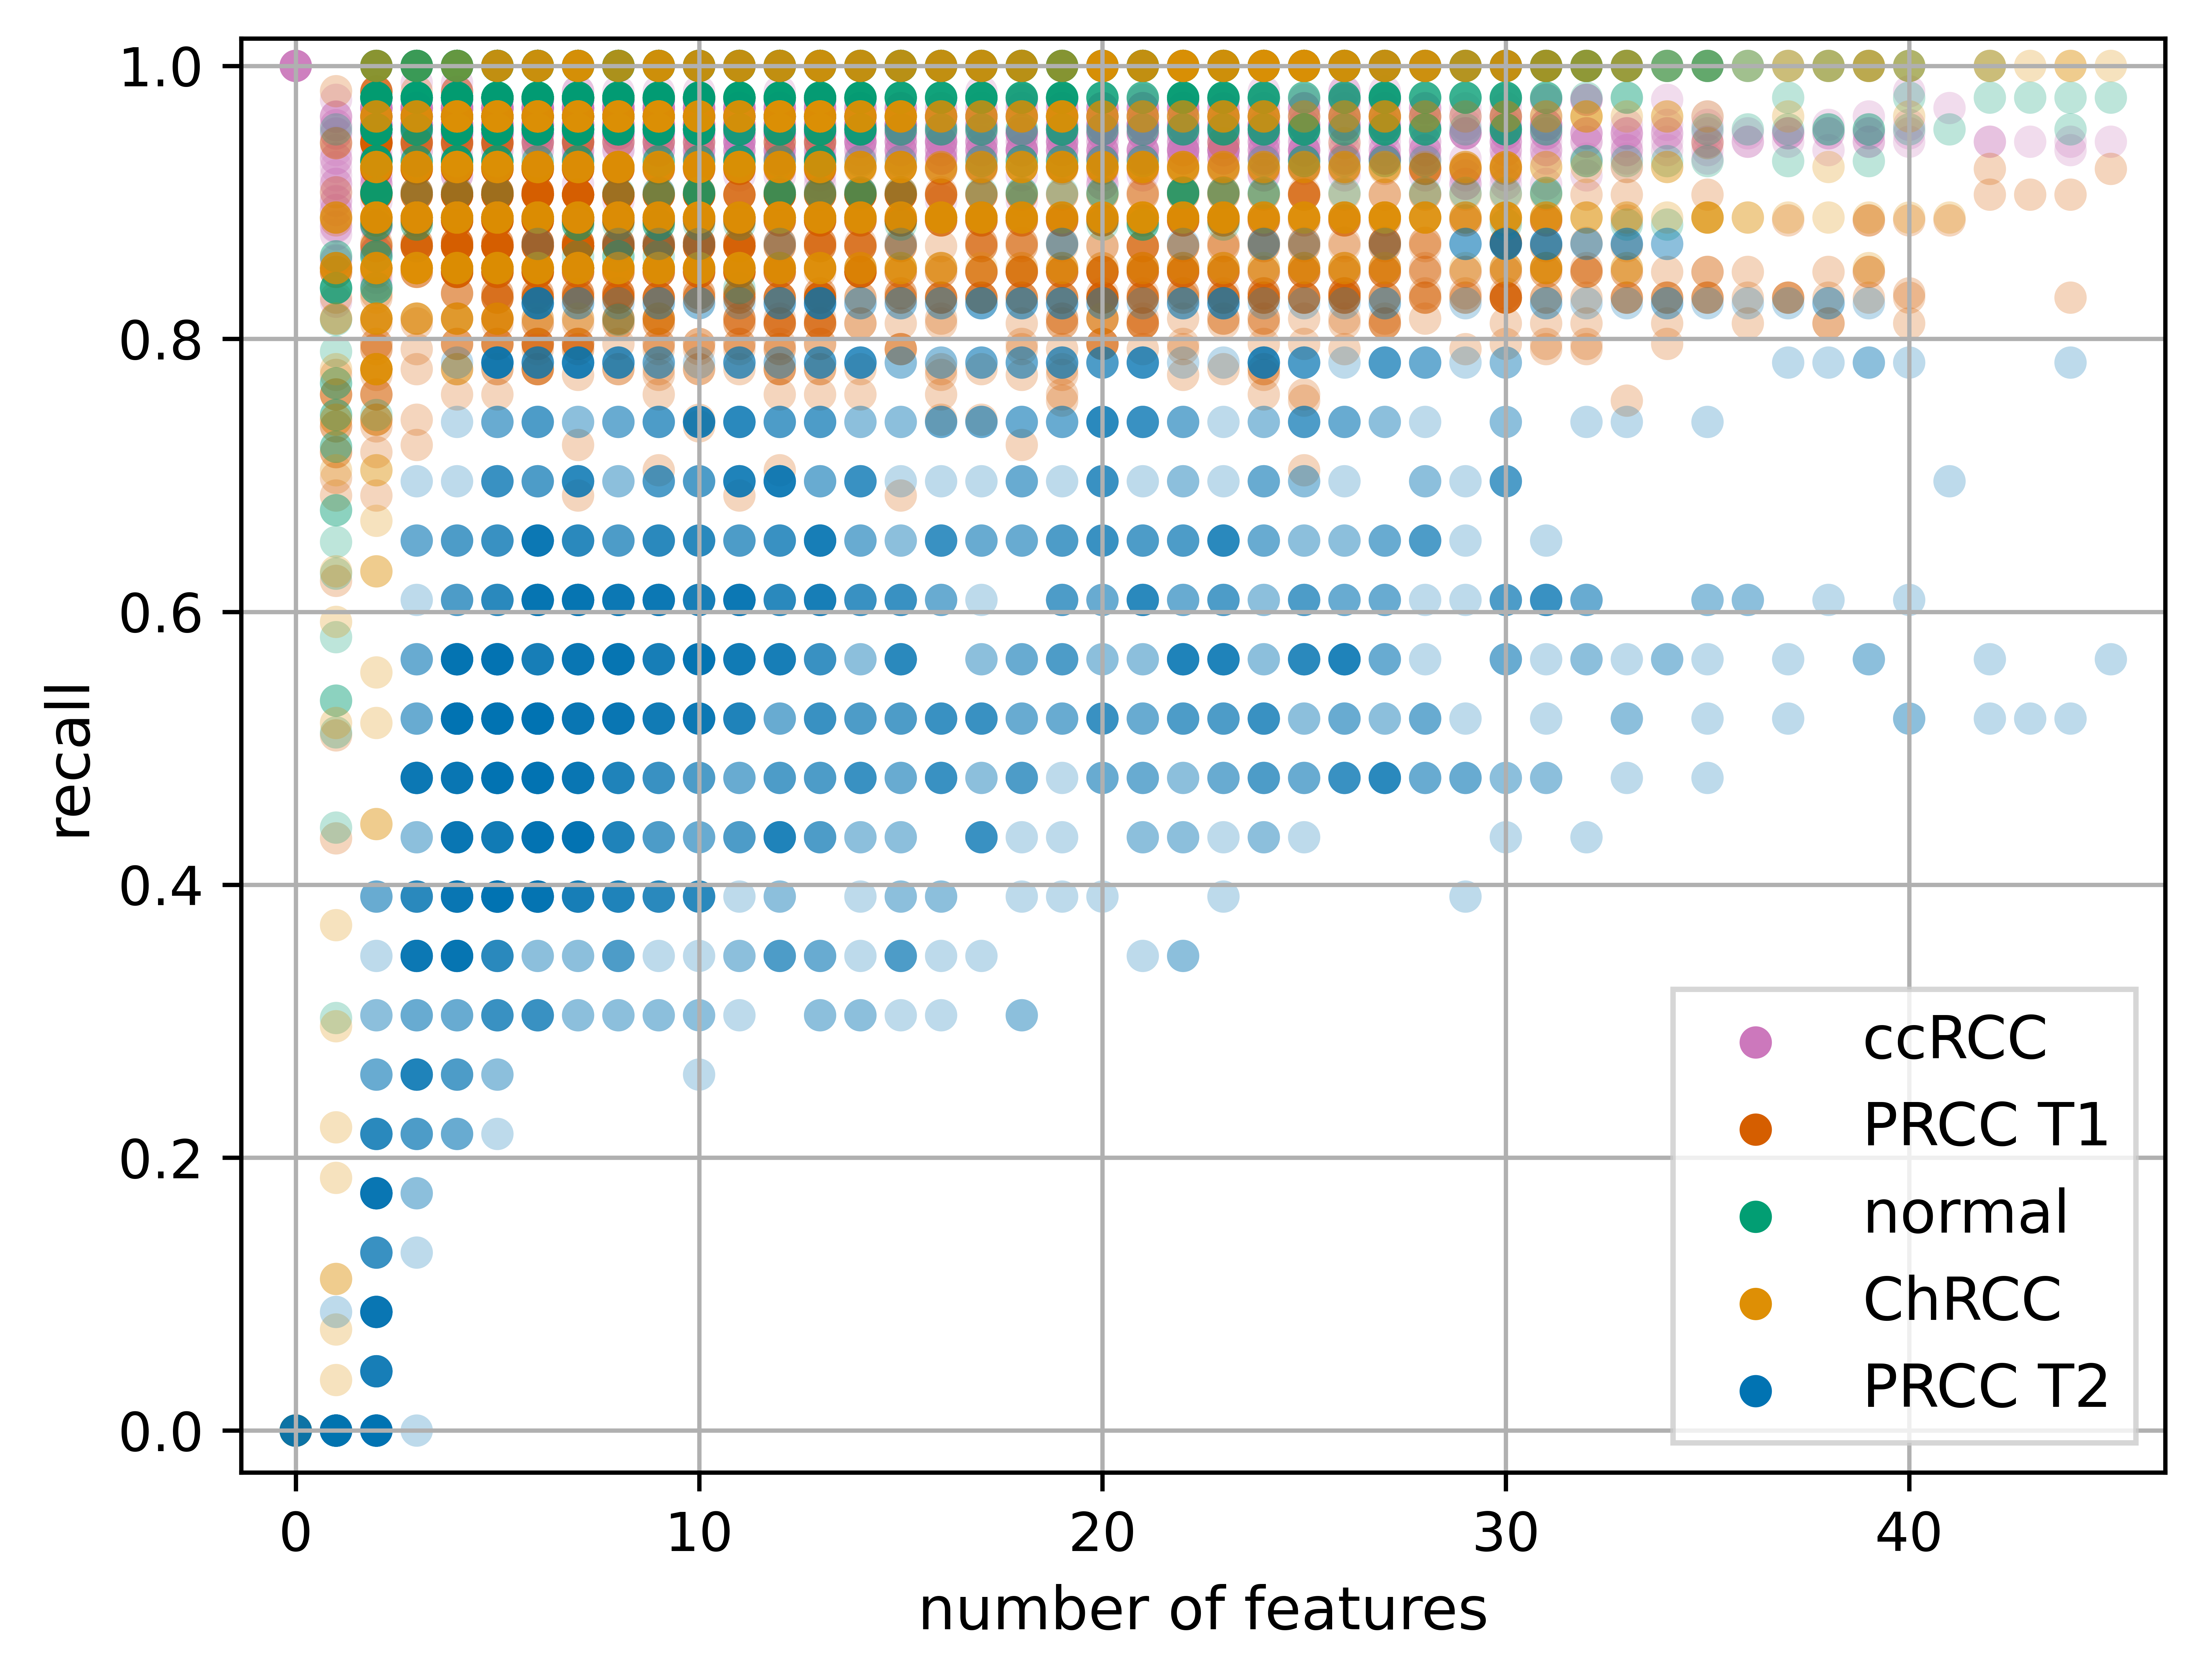 1.0
0.8
0.6
0.4
0.2
0.0
recall
0 10 20 30 40
number of features
ccRCC
PRCC T1
normal
ChRCC
PRCC T2